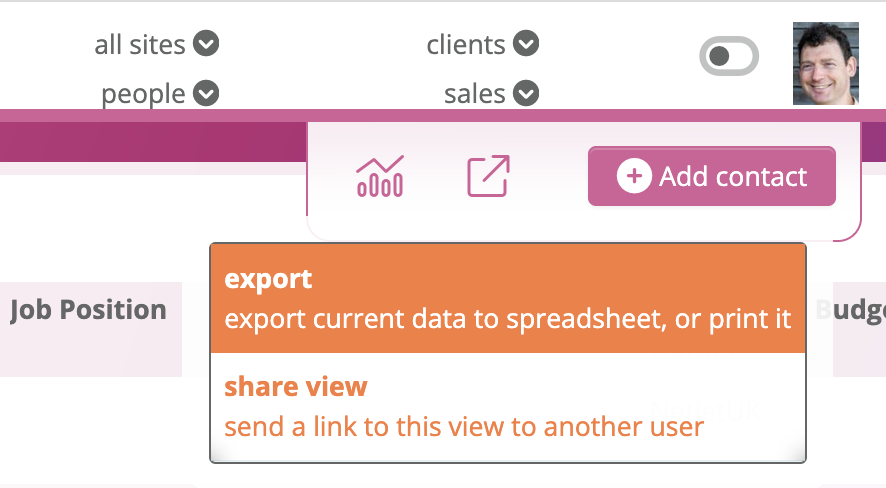 all sites
clients
people
sales
Add contact
export
export current data to spreadsheet, or print it
share view
send a link to this view to another user
Job Position